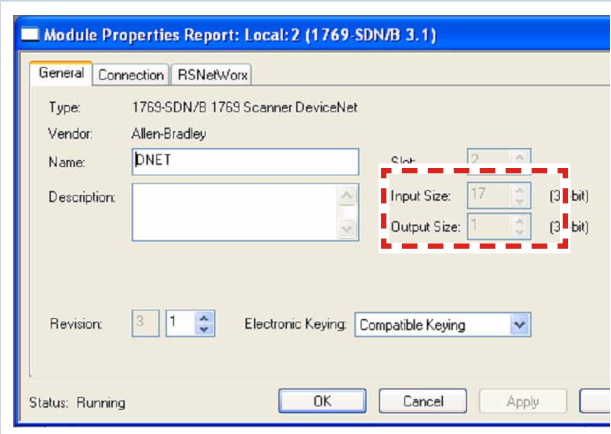 Module Properties Report: Local:2 (1769-SDN/B 3.1)
General Connection RSNetWorx
Type: 1769-SDN/B 1769 Scanner DeviceNet
Vendor: Allen-Bradley
Name: DNET Slot: 2
Description: Input Size: 17 (3 bit)
Output Size: 1 (3 bit)
Revision: 3 1 Electronic Keying: Compatible Keying
Status: Running OK Cancel Apply